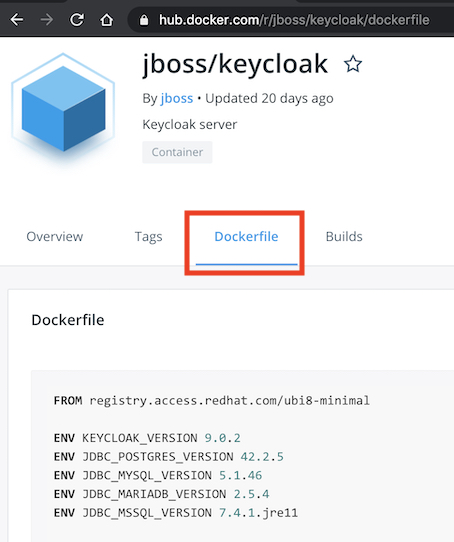 hub.docker.com/r/jboss/keycloak/dockerfile
jboss/keycloak
By jboss • Updated 20 days ago
Keycloak server
Container
Overview Tags Dockerfile Builds
Dockerfile
FROM registry.access.redhat.com/ubi8-minimal
ENV KEYCLOAK_VERSION 9.0.2
ENV JDBC_POSTGRES_VERSION 42.2.5
ENV JDBC_MYSQL_VERSION 5.1.46
ENV JDBC_MARIADB_VERSION 2.5.4
ENV JDBC_MSSQL_VERSION 7.4.1.jre11